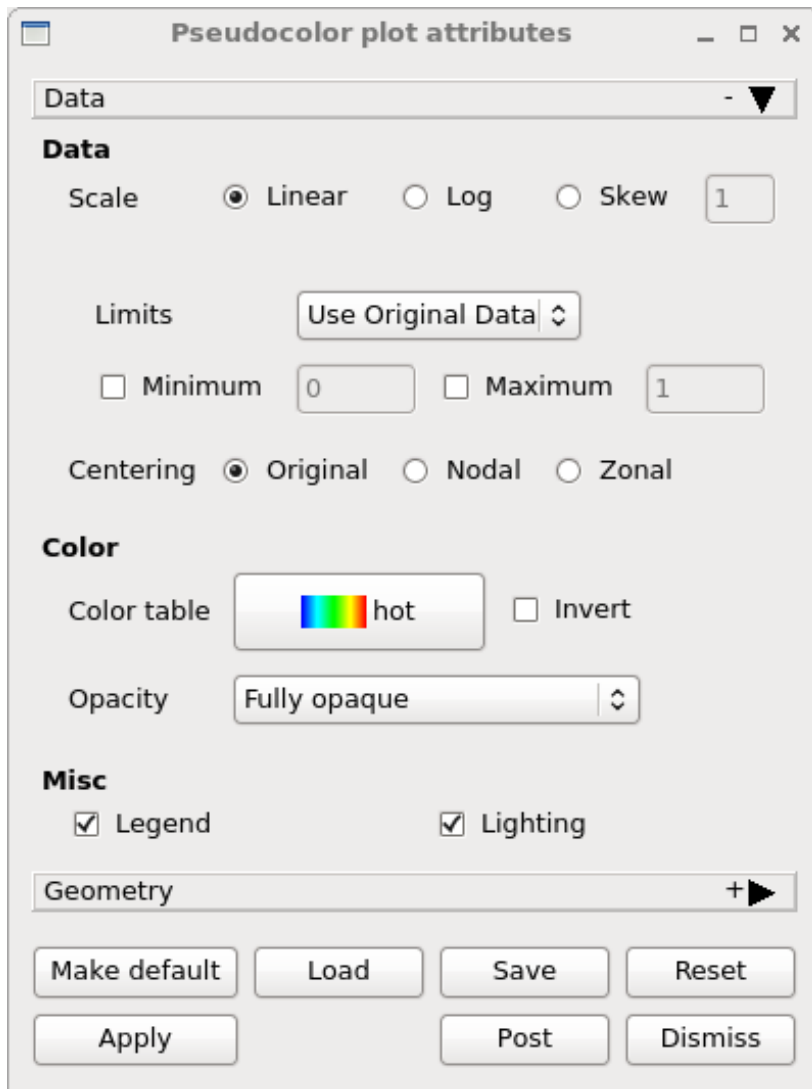 Pseudocolor plot attributes
Data -
Data
Scale Linear Log Skew 1
Limits Use Original Data
Minimum 0 Maximum 1
Centering Original Nodal Zonal
Color
Color table hot Invert
Opacity Fully opaque
Misc
Legend Lighting
Geometry +
Make default Load Save Reset
Apply Post Dismiss